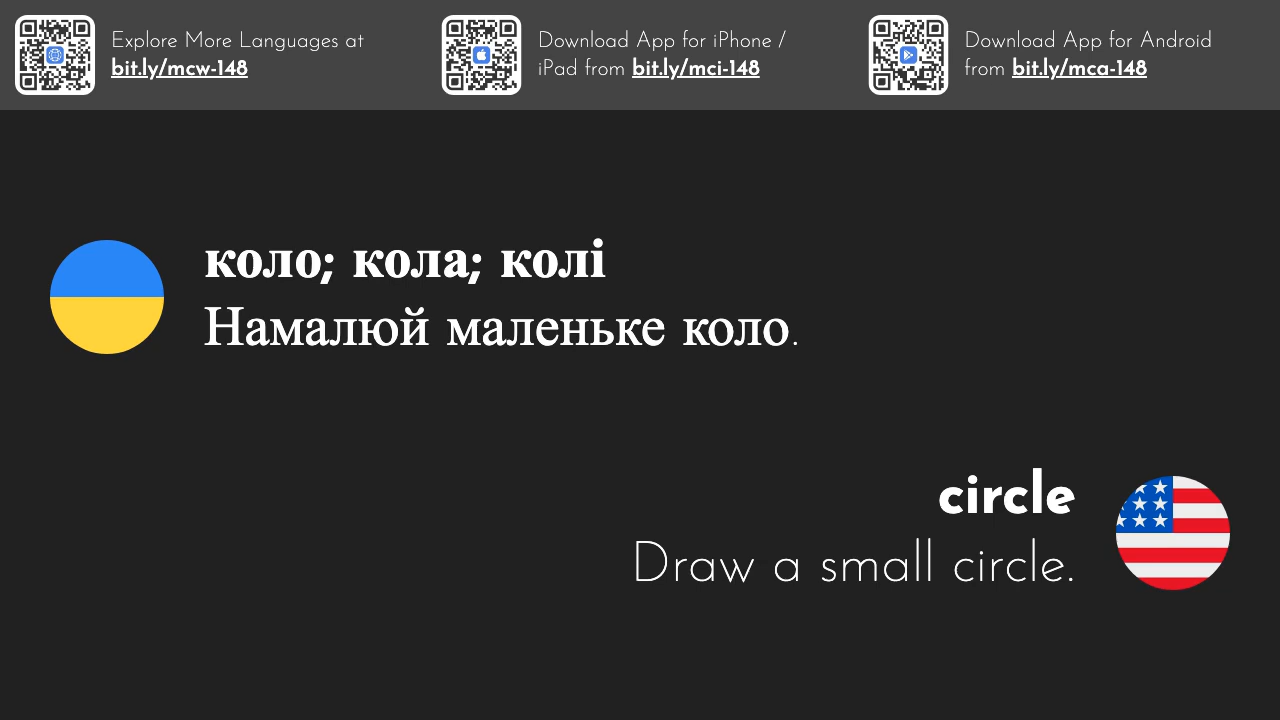 Explore More Languages at
bit.ly/mcw-148
Download App for iPhone /
iPad from bit.ly/mci-148
Download App for Android
from bit.ly/mca-148
коло; кола; колі
Намалюй маленьке коло.
circle
Draw a small circle.